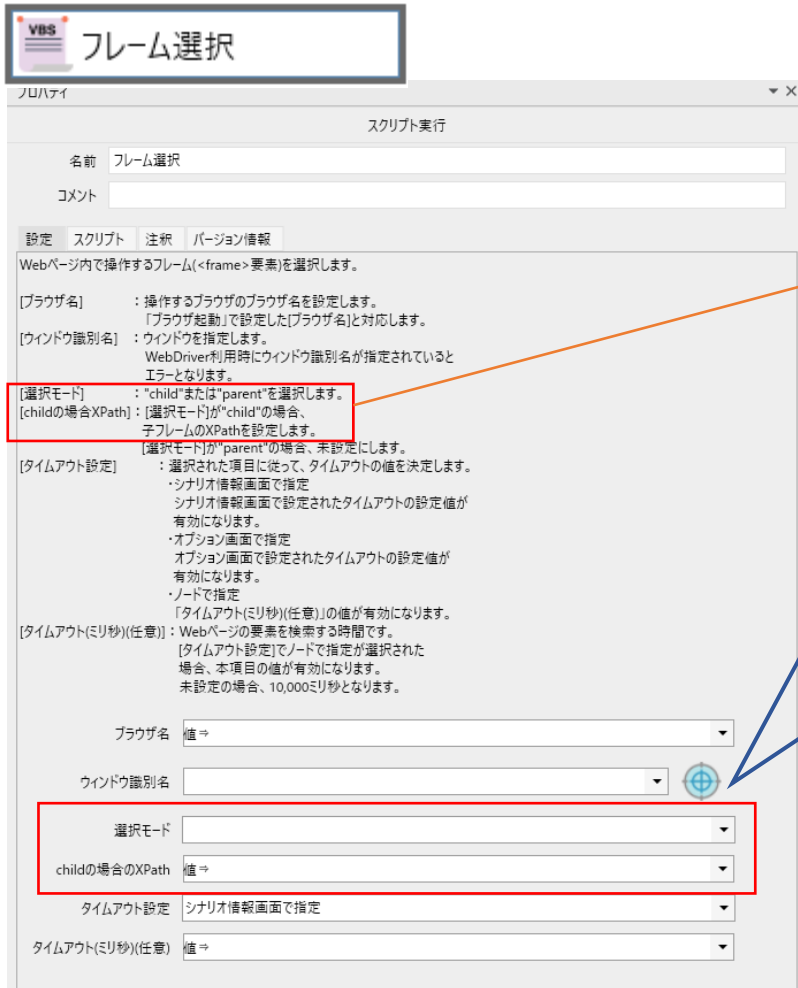 VBS
フレーム選択
プロパティ
スクリプト実行
名前 フレーム選択
コメント
設定 スクリプト 注釈 バージョン情報
Webページ内で操作するフレーム(<frame>要素)を選択します。
[ブラウザ名] ：操作するブラウザのブラウザ名を設定します。
「ブラウザ起動」で設定した[ブラウザ名]と対応します。
[ウィンドウ識別名] ：ウィンドウを指定します。
WebDriver利用時にウィンドウ識別名が指定されていると
エラーとなります。
[選択モード] ："child"または"parent"を選択します。
[childの場合XPath]：[選択モード]が"child"の場合、
子フレームのXPathを設定します。
[選択モード]が"parent"の場合、未設定にします。
[タイムアウト設定] ：選択された項目に従って、タイムアウトの値を決定します。
・シナリオ情報画面で指定
シナリオ情報画面で設定されたタイムアウトの設定値が
有効になります。
・オプション画面で指定
オプション画面で設定されたタイムアウトの設定値が
有効になります。
・ノードで指定
「タイムアウト(ミリ秒)(任意)」の値が有効になります。
[タイムアウト(ミリ秒)(任意)]：Webページの要素を検索する時間です。
[タイムアウト設定]でノードで指定が選択された
場合、本項目の値が有効になります。
未設定の場合、10,000ミリ秒となります。
ブラウザ名 値⇒
ウィンドウ識別名
選択モード
childの場合のXPath 値⇒
タイムアウト設定 シナリオ情報画面で指定
タイムアウト(ミリ秒)(任意) 値⇒